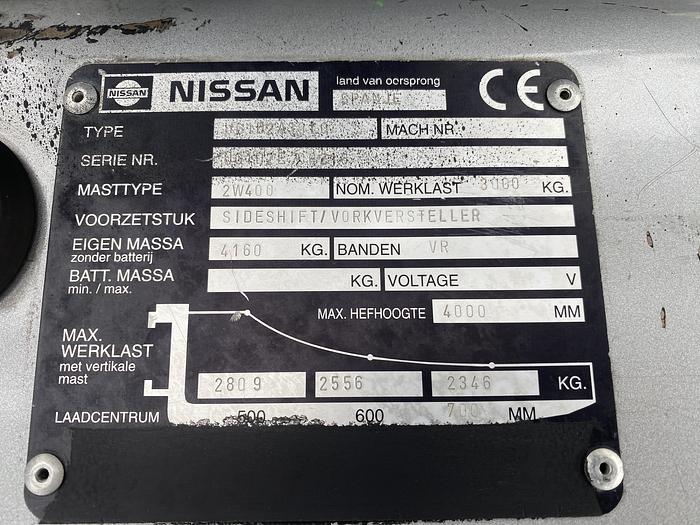 NISSAN NISSAN land van oorsprong SPANJE CE
TYPE MACH NR.
SERIE NR.
MASTTYPE 2W400 NOM. WERKLAST 3000 KG.
VOORZETSTUK SIDESHIFT/VORKVERSTELLER
EIGEN MASSA 4160 KG. BANDEN VR
zonder batterij
BATT. MASSA KG. VOLTAGE V
min. / max.
MAX. HEFHOOGTE 4000 MM
MAX.
WERKLAST
met vertikale
mast
2809 2556 2346 KG.
LAADCENTRUM 500 600 700 MM